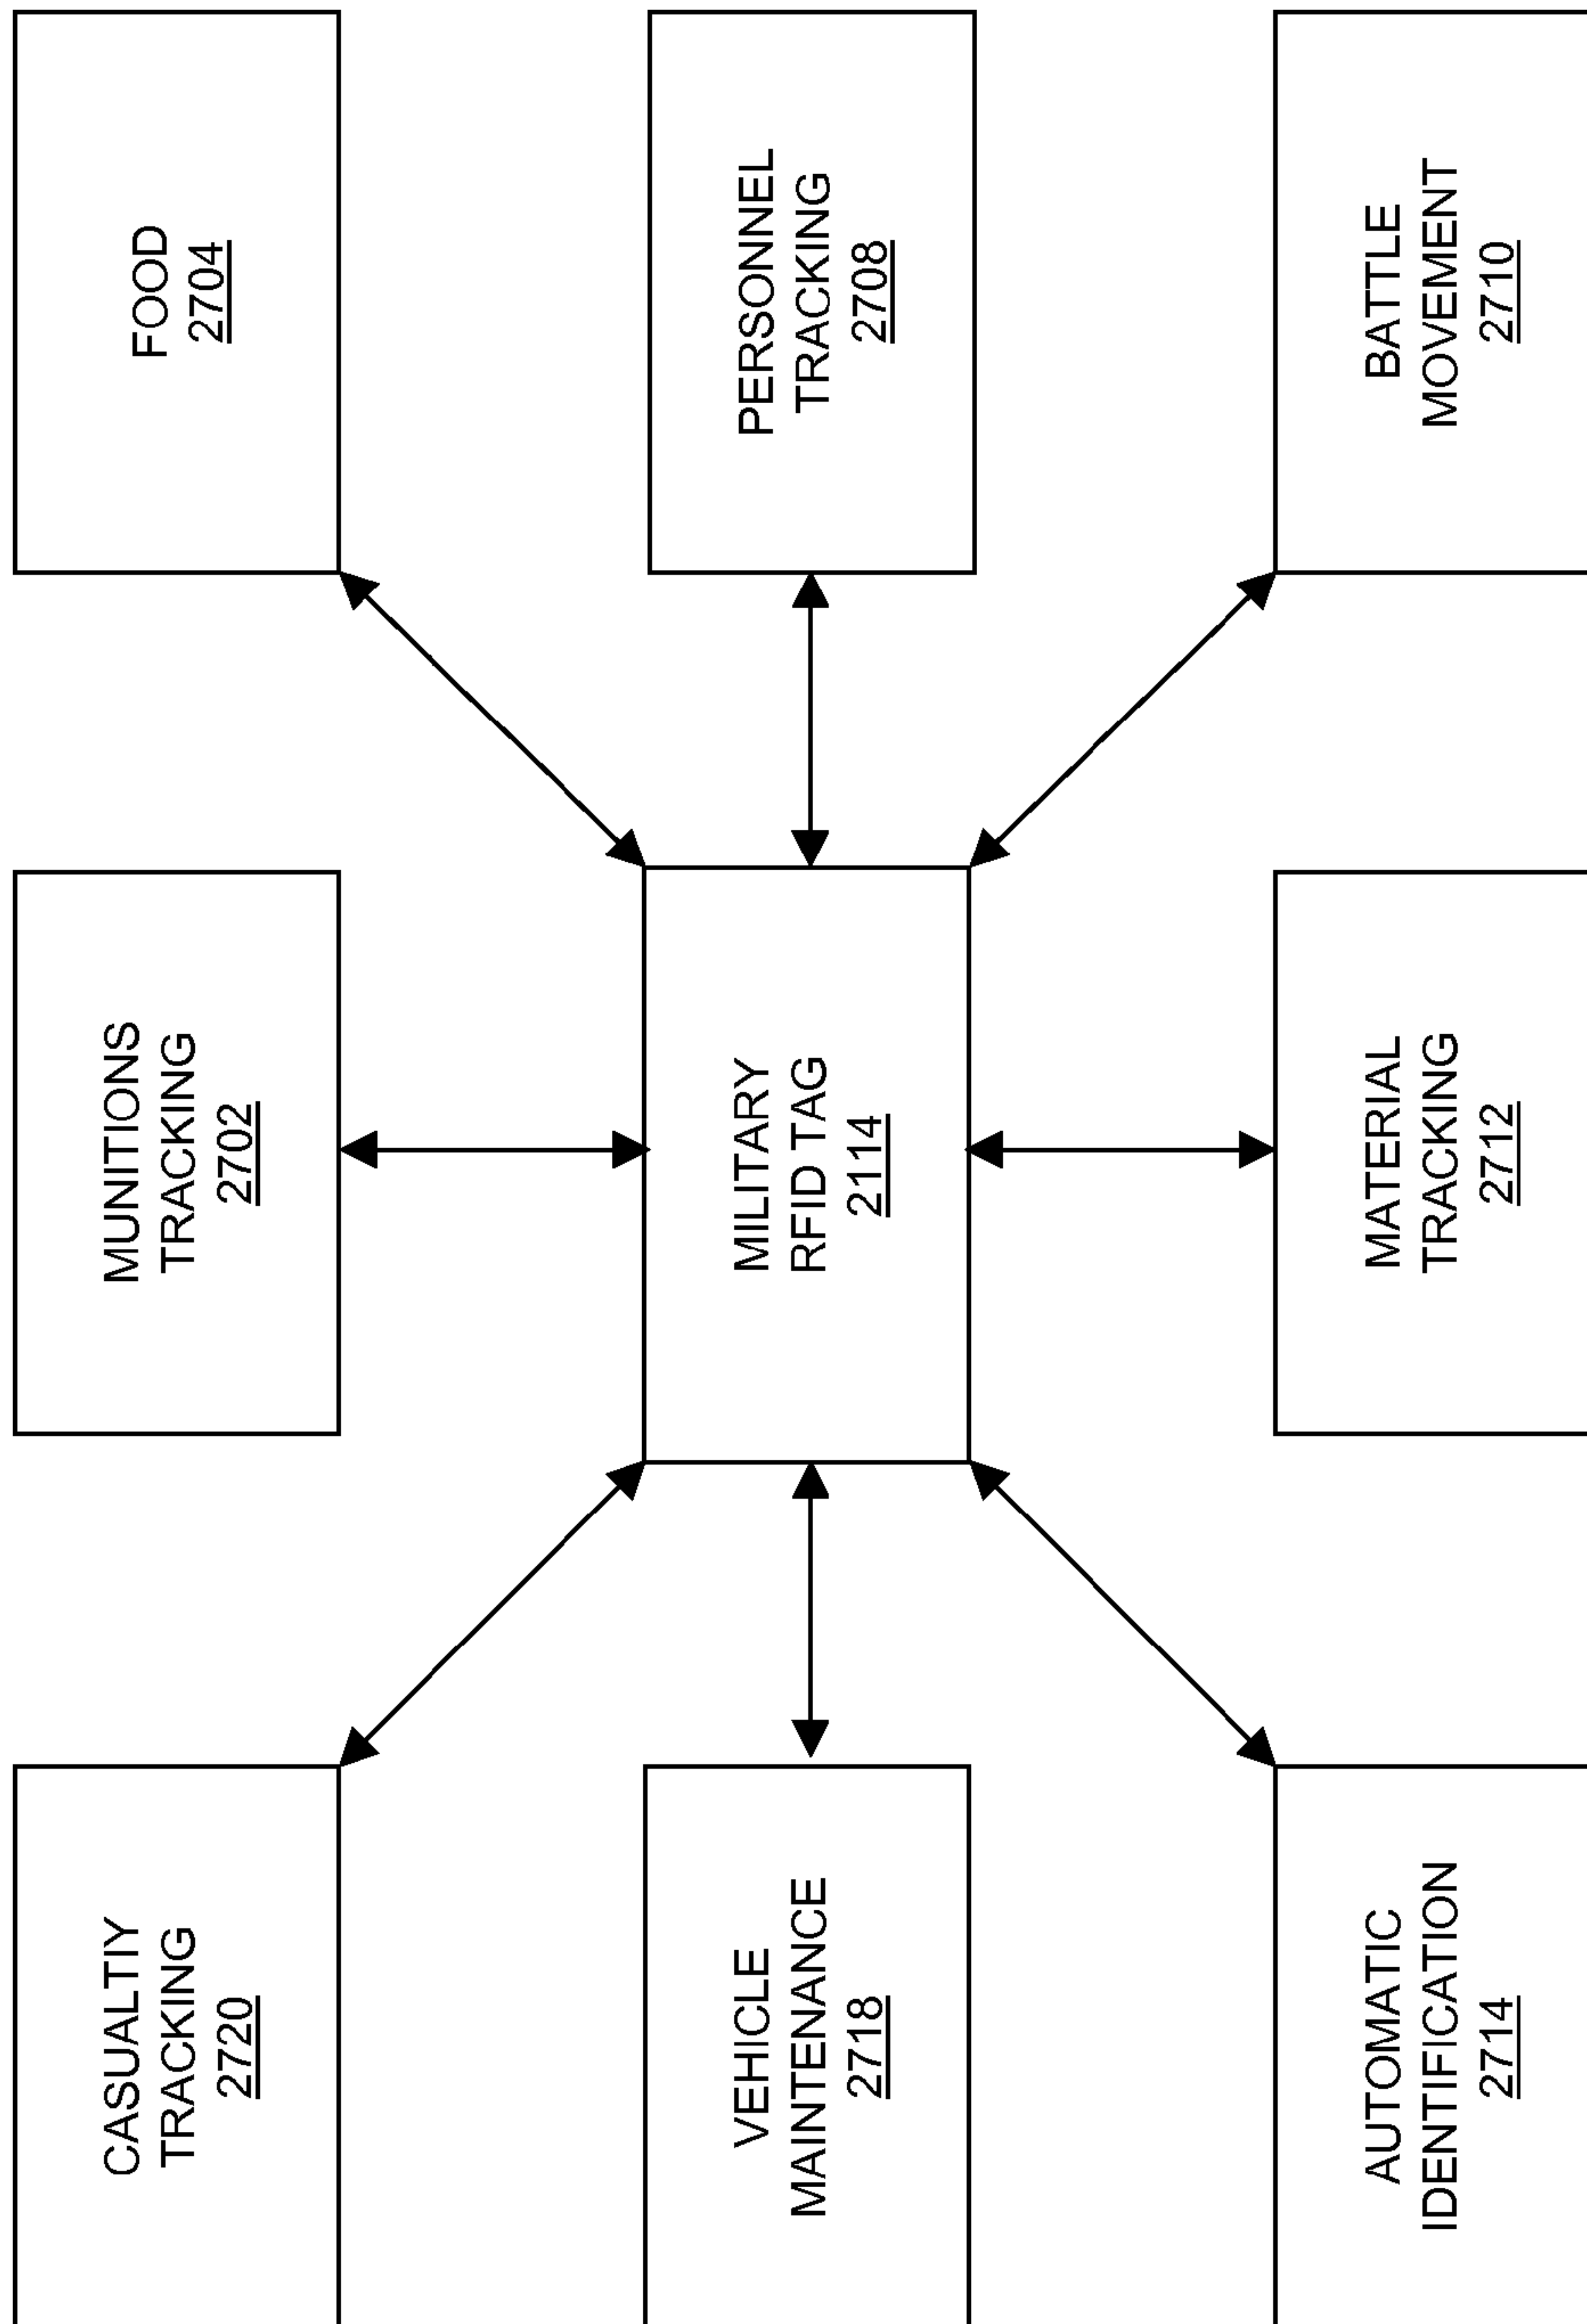 CASUALTIY
TRACKING
2720
MUNITIONS
TRACKING
2702
FOOD
2704
VEHICLE
MAINTENANCE
2718
MILITARY
RFID TAG
2114
PERSONNEL
TRACKING
2708
AUTOMATIC
IDENTIFICATION
2714
MATERIAL
TRACKING
2712
BATTLE
MOVEMENT
2710